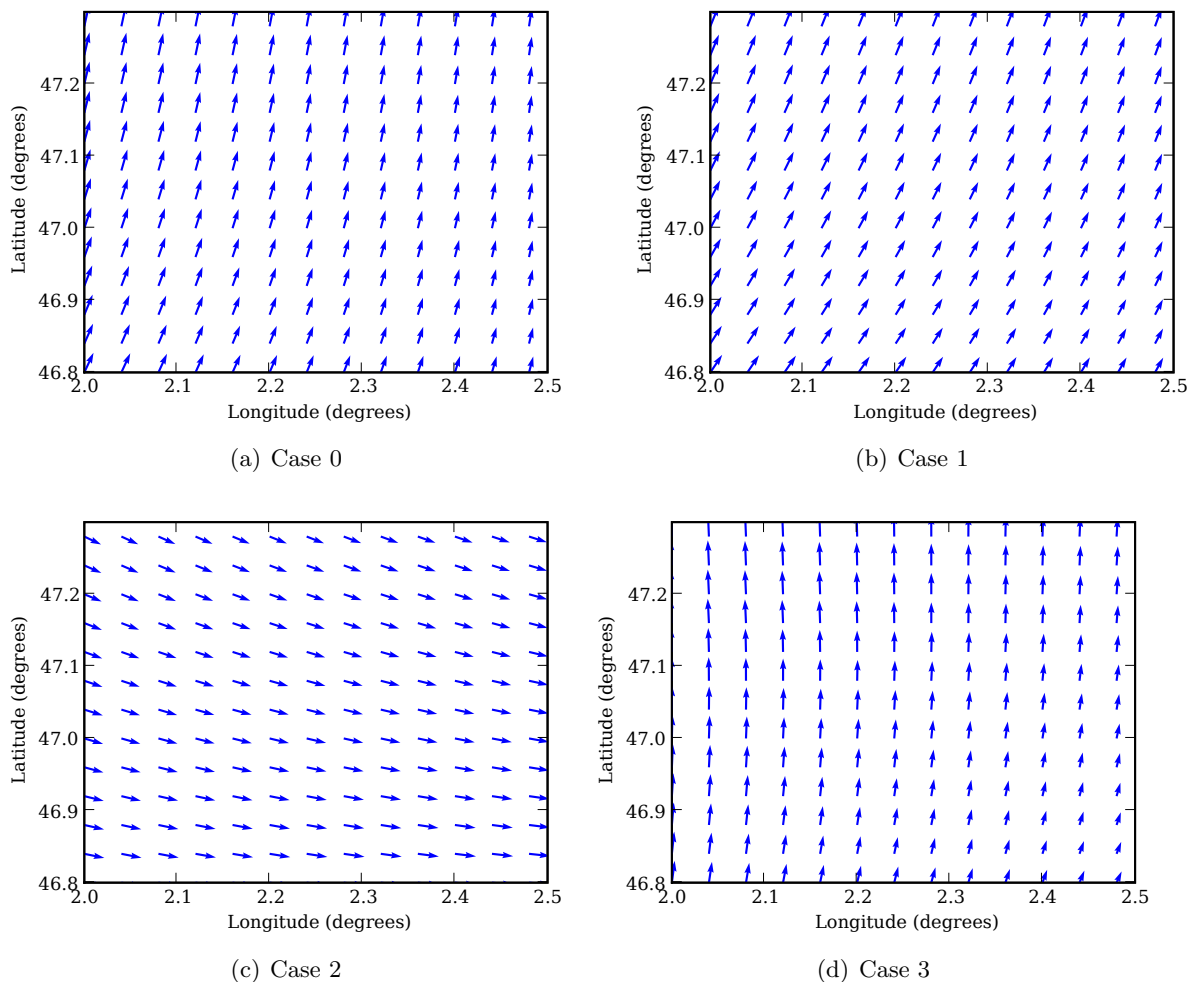 47.2
47.1
47.0
46.9
46.8
Latitude (degrees)
2.0 2.1 2.2 2.3 2.4 2.5
Longitude (degrees)
(a) Case 0
47.2
47.1
47.0
46.9
46.8
Latitude (degrees)
2.0 2.1 2.2 2.3 2.4 2.5
Longitude (degrees)
(b) Case 1
47.2
47.1
47.0
46.9
46.8
Latitude (degrees)
2.0 2.1 2.2 2.3 2.4 2.5
Longitude (degrees)
(c) Case 2
47.2
47.1
47.0
46.9
46.8
Latitude (degrees)
2.0 2.1 2.2 2.3 2.4 2.5
Longitude (degrees)
(d) Case 3